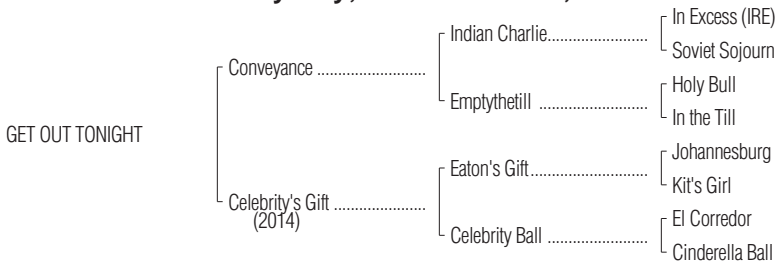 In Excess (IRE)
Indian Charlie........................
Soviet Sojourn
Conveyance ..........................
Holy Bull
Emptythetill ..........................
In the Till
GET OUT TONIGHT
Johannesburg
Eaton's Gift............................
Kit's Girl
Celebrity's Gift ......................
(2014)
El Corredor
Celebrity Ball ........................
Cinderella Ball